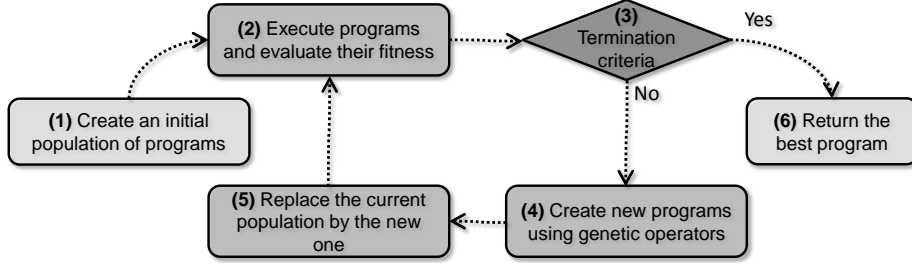 (1) Create an initial
population of programs
(2) Execute programs
and evaluate their fitness
(3)
Termination
criteria
Yes
No
(4) Create new programs
using genetic operators
(5) Replace the current
population by the new
one
(6) Return the
best program